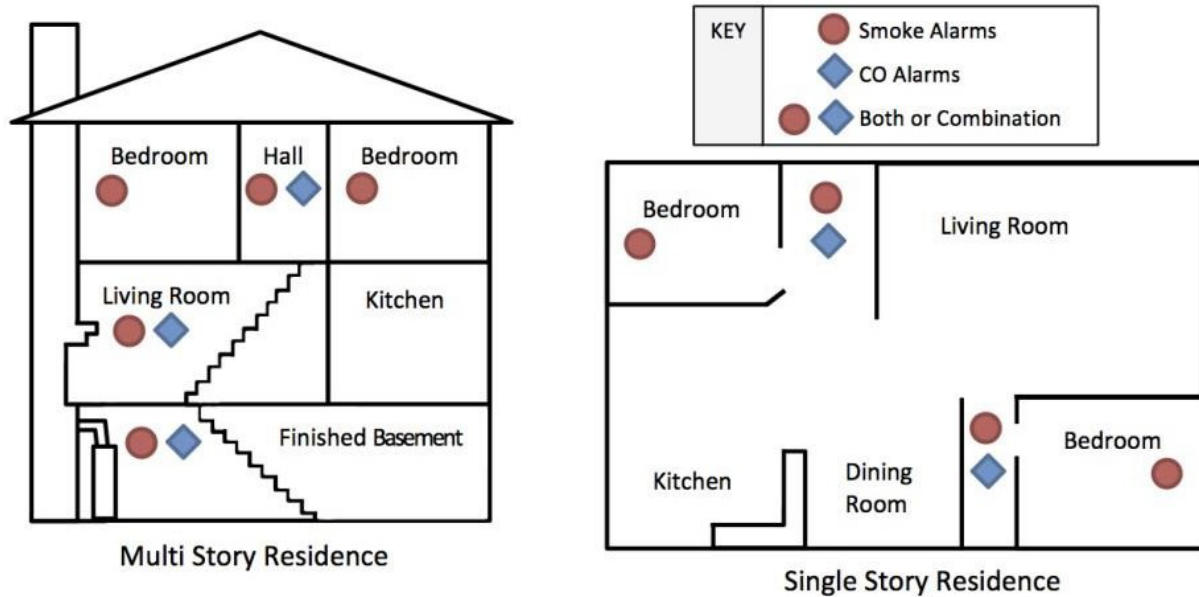 KEY
Smoke Alarms
CO Alarms
Both or Combination
Bedroom
Hall
Bedroom
Living Room
Kitchen
Finished Basement
Multi Story Residence
Bedroom
Living Room
Kitchen
Dining
Room
Bedroom
Single Story Residence